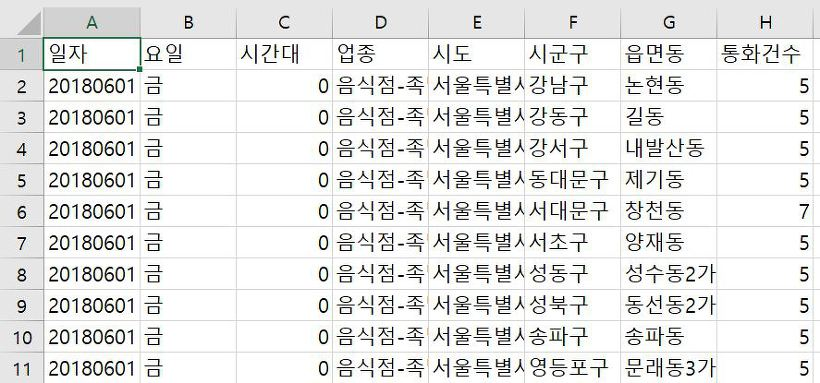 A B C D E F G H
1 일자 요일 시간대 업종 시도 시군구 읍면동 통화건수
2 20180601 금 0 음식점-족 서울특별시 강남구 논현동 5
3 20180601 금 0 음식점-족 서울특별시 강동구 길동 5
4 20180601 금 0 음식점-족 서울특별시 강서구 내발산동 5
5 20180601 금 0 음식점-족 서울특별시 동대문구 제기동 5
6 20180601 금 0 음식점-족 서울특별시 서대문구 창천동 7
7 20180601 금 0 음식점-족 서울특별시 서초구 양재동 5
8 20180601 금 0 음식점-족 서울특별시 성동구 성수동2가 5
9 20180601 금 0 음식점-족 서울특별시 성북구 동선동2가 5
10 20180601 금 0 음식점-족 서울특별시 송파구 송파동 5
11 20180601 금 0 음식점-족 서울특별시 영등포구 문래동3가 5